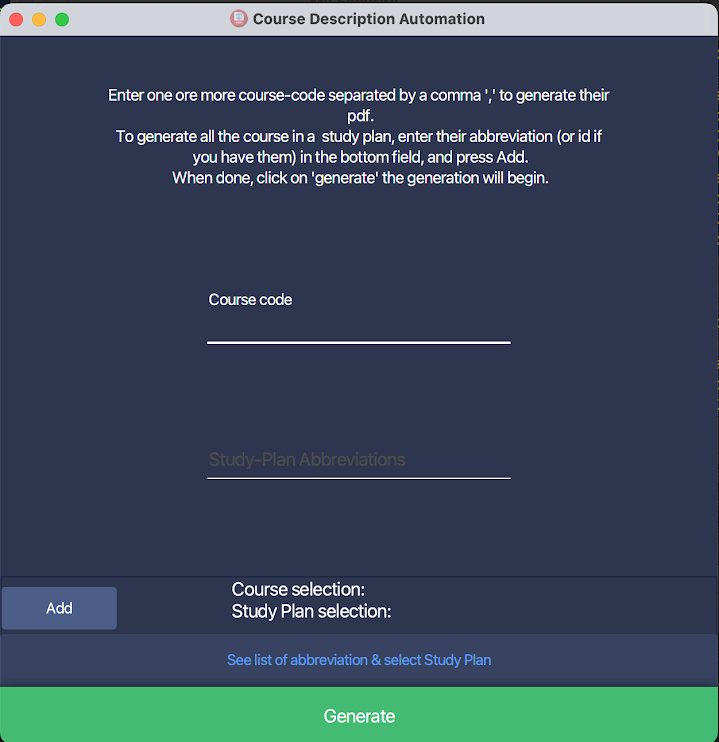 Course Description Automation
Enter one ore more course-code separated by a comma ',' to generate their
pdf.
To generate all the course in a  study plan, enter their abbreviation (or id if
you have them) in the bottom field, and press Add.
When done, click on 'generate' the generation will begin.
Course code
Study-Plan Abbreviations
Add
Course selection:
Study Plan selection:
See list of abbreviation & select Study Plan
Generate